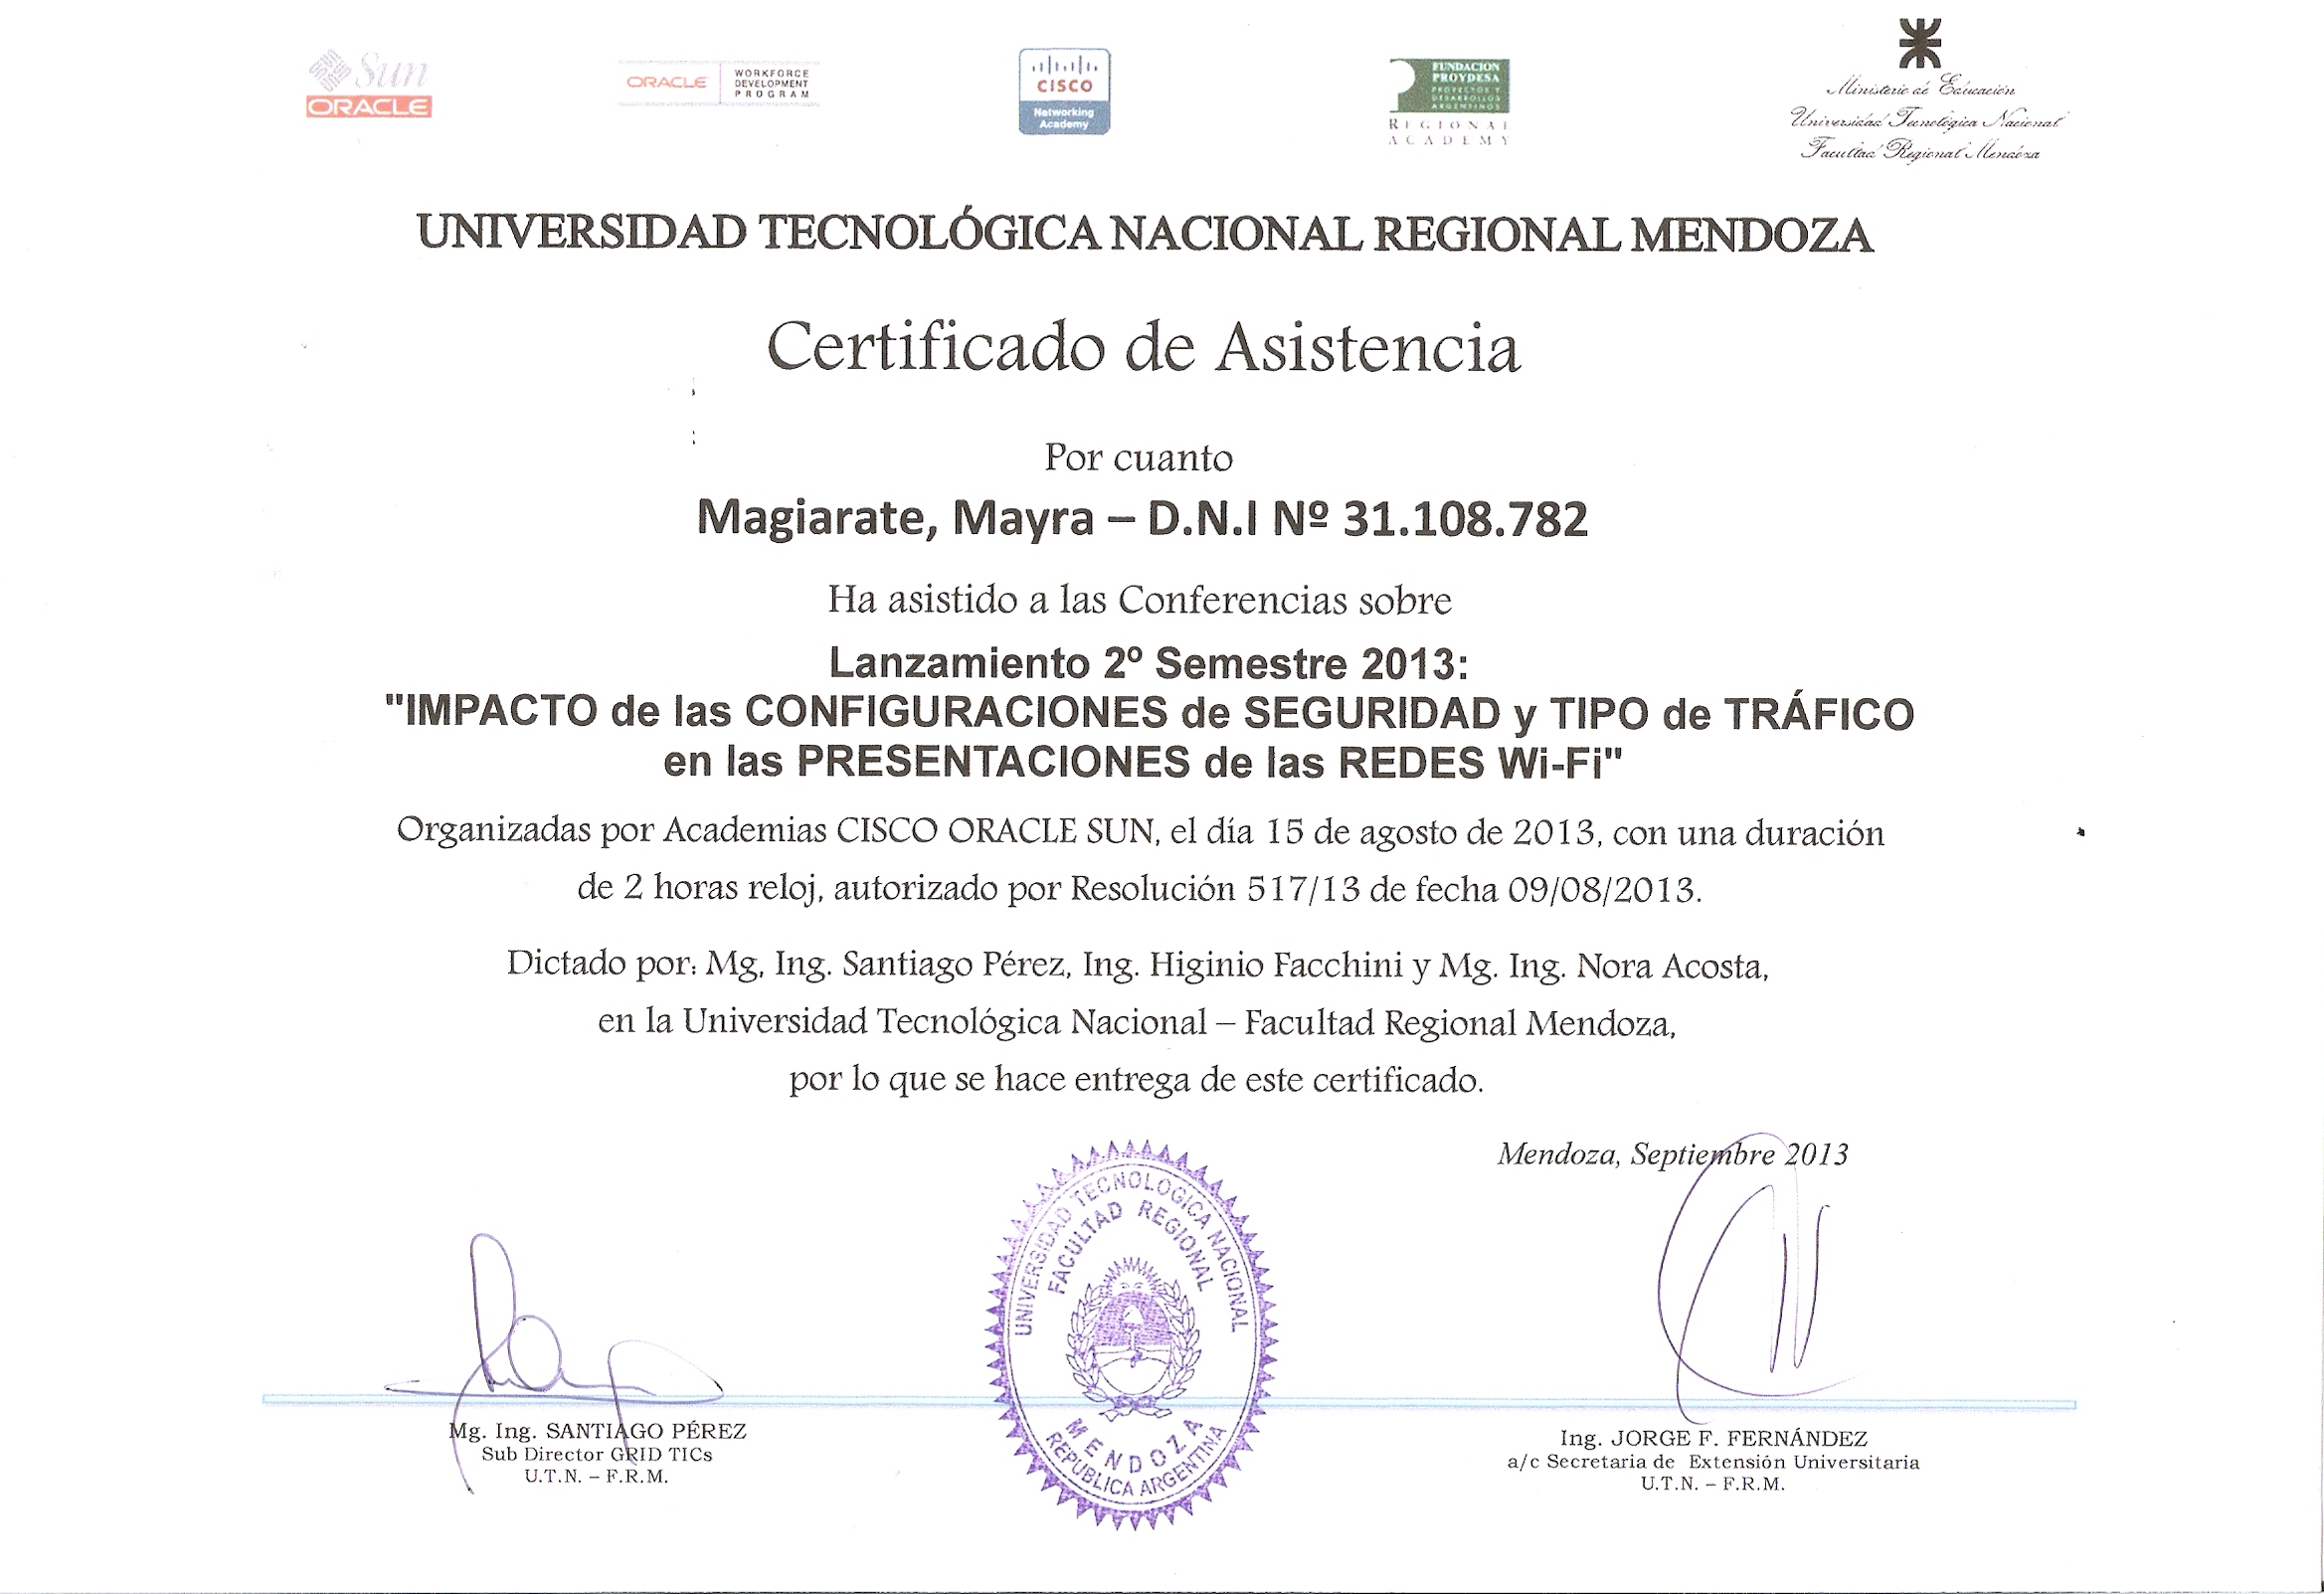 Sun
ORACLE
ORACLE
WORKFORCE
DEVELOPMENT
PROGRAM
CISCO
Networking
Academy
FUNDACION
PROYDESA
PROYECTOS Y
DESARROLLOS
ARGENTINOS
REGIONAL
ACADEMY
Ministerio de Educación
Universidad Tecnológica Nacional
Facultad Regional Mendoza
UNIVERSIDAD TECNOLÓGICA NACIONAL REGIONAL MENDOZA
Certificado de Asistencia
Por cuanto
Magiarate, Mayra – D.N.I Nº 31.108.782
Ha asistido a las Conferencias sobre
Lanzamiento 2º Semestre 2013:
"IMPACTO de las CONFIGURACIONES de SEGURIDAD y TIPO de TRÁFICO
en las PRESENTACIONES de las REDES Wi-Fi"
Organizadas por Academias CISCO ORACLE SUN, el día 15 de agosto de 2013, con una duración
de 2 horas reloj, autorizado por Resolución 517/13 de fecha 09/08/2013.
Dictado por: Mg. Ing. Santiago Pérez, Ing. Higinio Facchini y Mg. Ing. Nora Acosta,
en la Universidad Tecnológica Nacional – Facultad Regional Mendoza,
por lo que se hace entrega de este certificado.
Mendoza, Septiembre 2013
UNIVERSIDAD TECNOLOGICA NACIONAL
FACULTAD REGIONAL
MENDOZA
REPUBLICA ARGENTINA
Mg. Ing. SANTIAGO PÉREZ
Sub Director GRID TICs
U.T.N. – F.R.M.
Ing. JORGE F. FERNÁNDEZ
a/c Secretaria de Extensión Universitaria
U.T.N. – F.R.M.